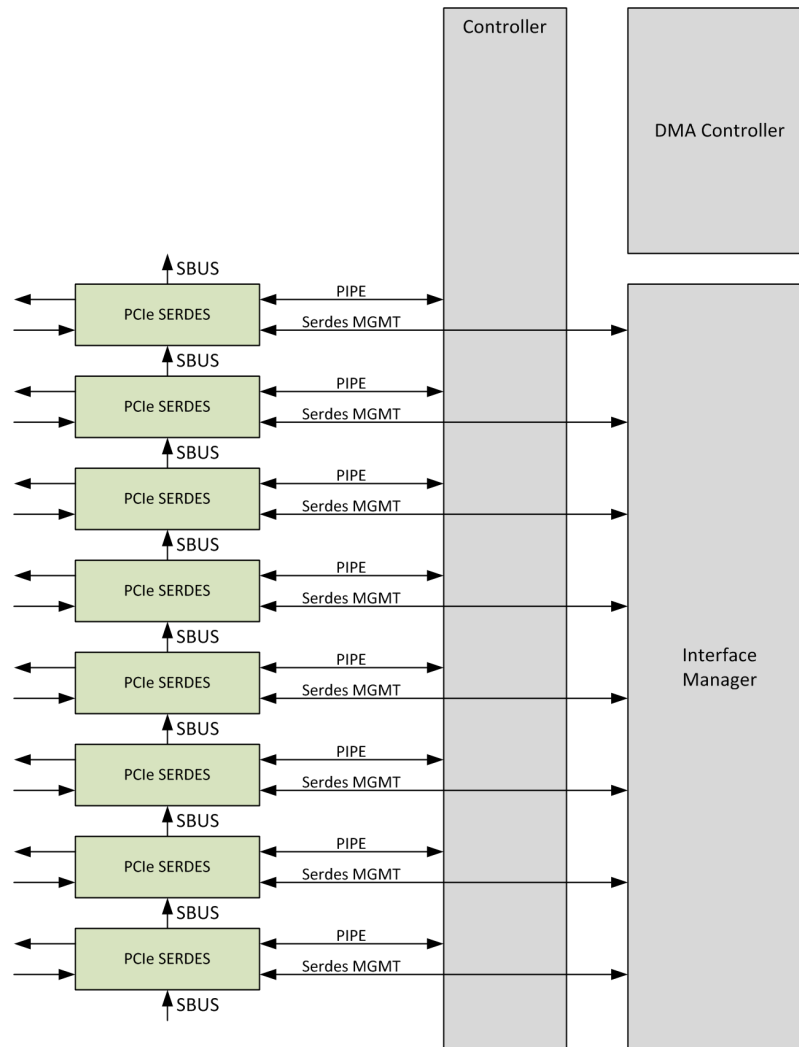 Controller
DMA Controller
SBUS
PCIe SERDES
PIPE
Serdes MGMT
SBUS
PCIe SERDES
PIPE
Serdes MGMT
SBUS
PCIe SERDES
PIPE
Serdes MGMT
SBUS
PCIe SERDES
PIPE
Serdes MGMT
SBUS
PCIe SERDES
PIPE
Serdes MGMT
Interface
Manager
SBUS
PCIe SERDES
PIPE
Serdes MGMT
SBUS
PCIe SERDES
PIPE
Serdes MGMT
SBUS
PCIe SERDES
PIPE
Serdes MGMT
SBUS